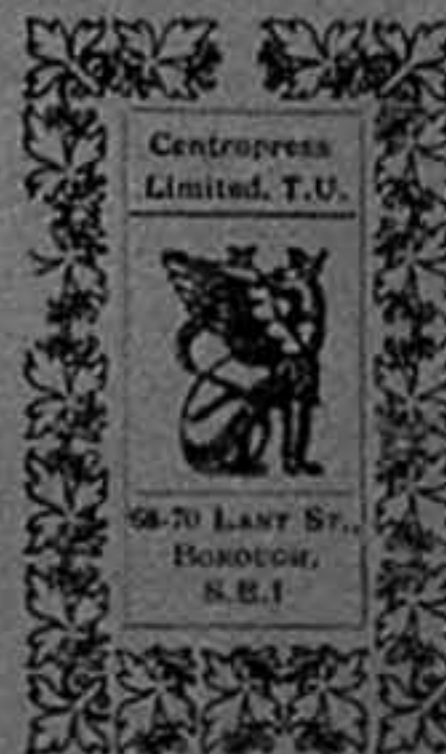 Centropress
Limited. T.U.
68-70 LANT ST.,
BOROUGH,
S.E.1